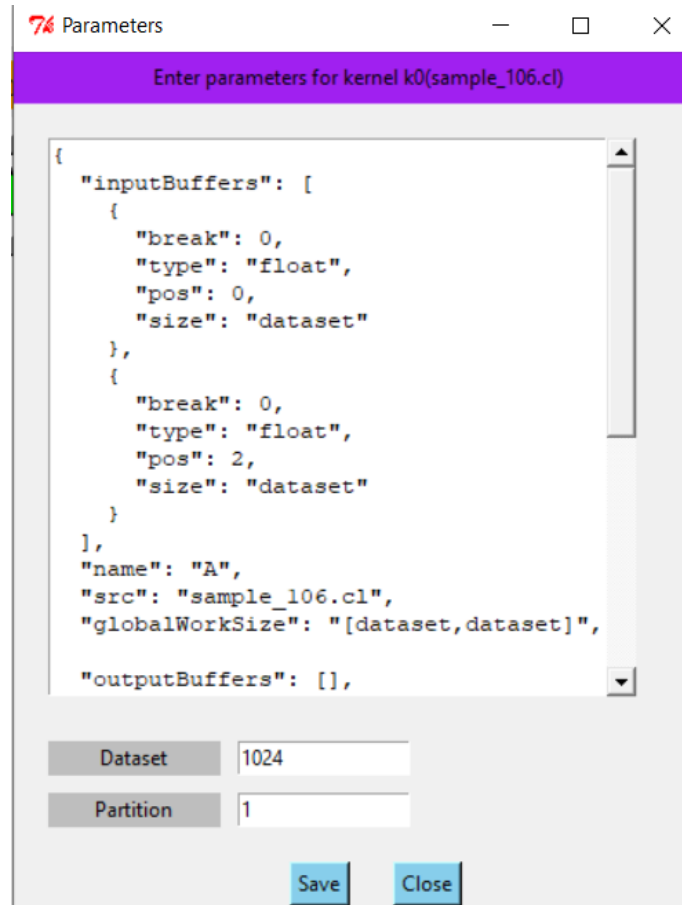 Parameters
Enter parameters for kernel k0(sample_106.cl)
{
"inputBuffers": [
{
"break": 0,
"type": "float",
"pos": 0,
"size": "dataset"
},
{
"break": 0,
"type": "float",
"pos": 2,
"size": "dataset"
}
],
"name": "A",
"src": "sample_106.cl",
"globalWorkSize": "[dataset,dataset]",
"outputBuffers": [],
Dataset 1024
Partition 1
Save Close